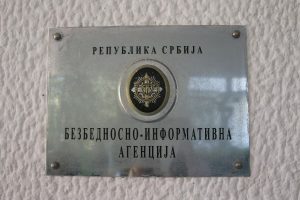 РЕПУБЛИКА СРБИЈА
БЕЗБЕДНОСНО-ИНФОРМАТИВНА
АГЕНЦИЈА